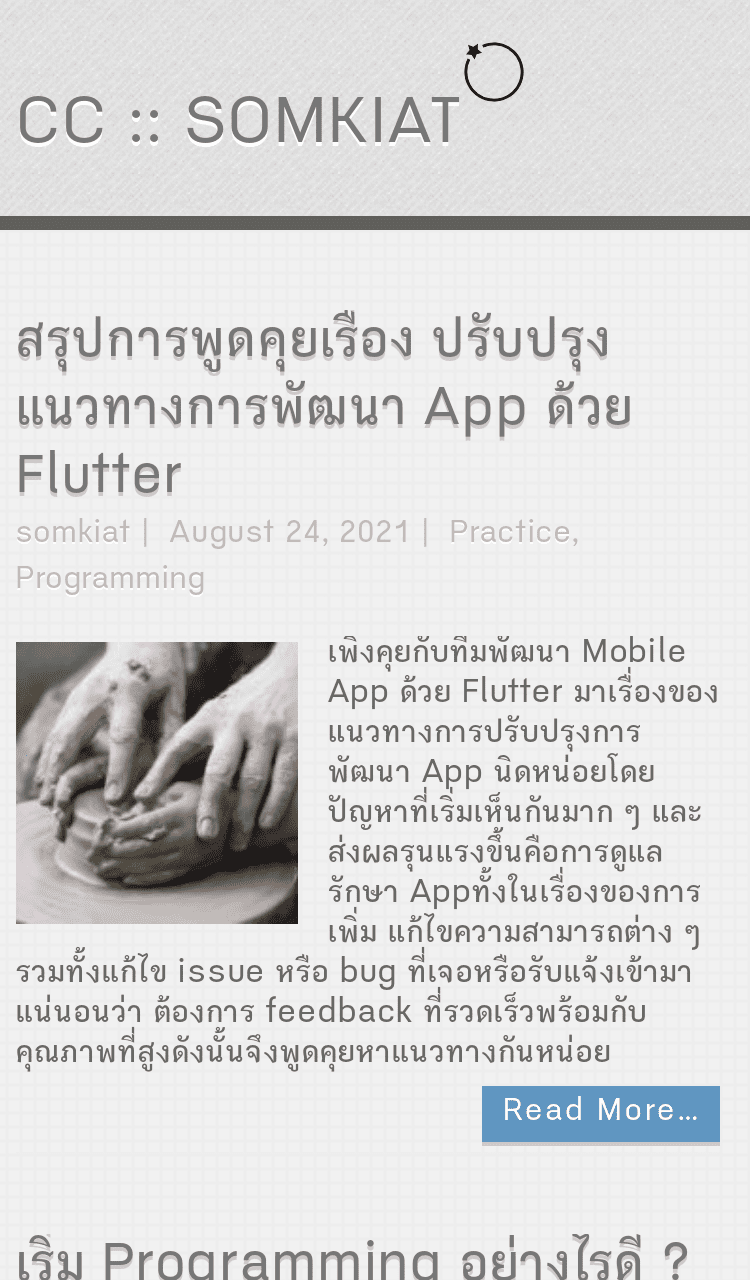 CC :: SOMKIAT
สรุปการพูดคุยเรื่อง ปรับปรุง
แนวทางการพัฒนา App ด้วย
Flutter
somkiat | August 24, 2021 | Practice,
Programming
เพิ่งคุยกับทีมพัฒนา Mobile
App ด้วย Flutter มาเรื่องของ
แนวทางการปรับปรุงการ
พัฒนา App นิดหน่อยโดย
ปัญหาที่เริ่มเห็นกันมาก ๆ และ
ส่งผลรุนแรงขึ้นคือการดูแล
รักษา Appทั้งในเรื่องของการ
เพิ่ม แก้ไขความสามารถต่าง ๆ
รวมทั้งแก้ไข issue หรือ bug ที่เจอหรือรับแจ้งเข้ามา
แน่นอนว่า ต้องการ feedback ที่รวดเร็วพร้อมกับ
คุณภาพที่สูงดังนั้นจึงพูดคุยหาแนวทางกันหน่อย
Read More…
เริ่ม Programming อย่างไรดี ?